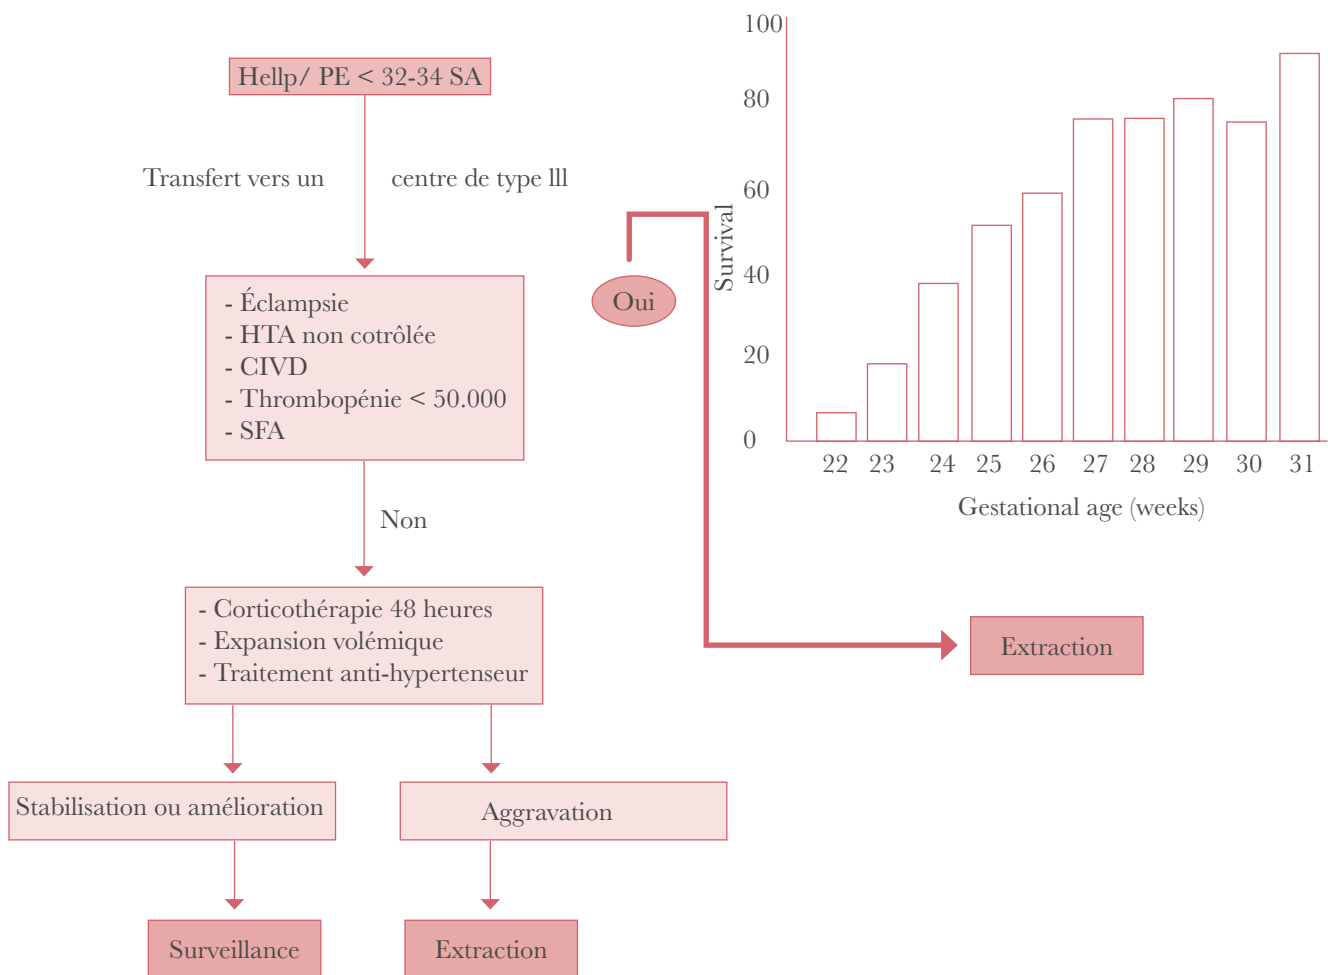 Hellp/ PE < 32-34 SA
Transfert vers un centre de type lll
- Éclampsie
- HTA non cotrôlée
- CIVD
- Thrombopénie < 50.000
- SFA
Oui
Non
- Corticothérapie 48 heures
- Expansion volémique
- Traitement anti-hypertenseur
Extraction
Stabilisation ou amélioration
Aggravation
Surveillance
Extraction
100
80
60
40
20
0
Survival
22 23 24 25 26 27 28 29 30 31
Gestational age (weeks)